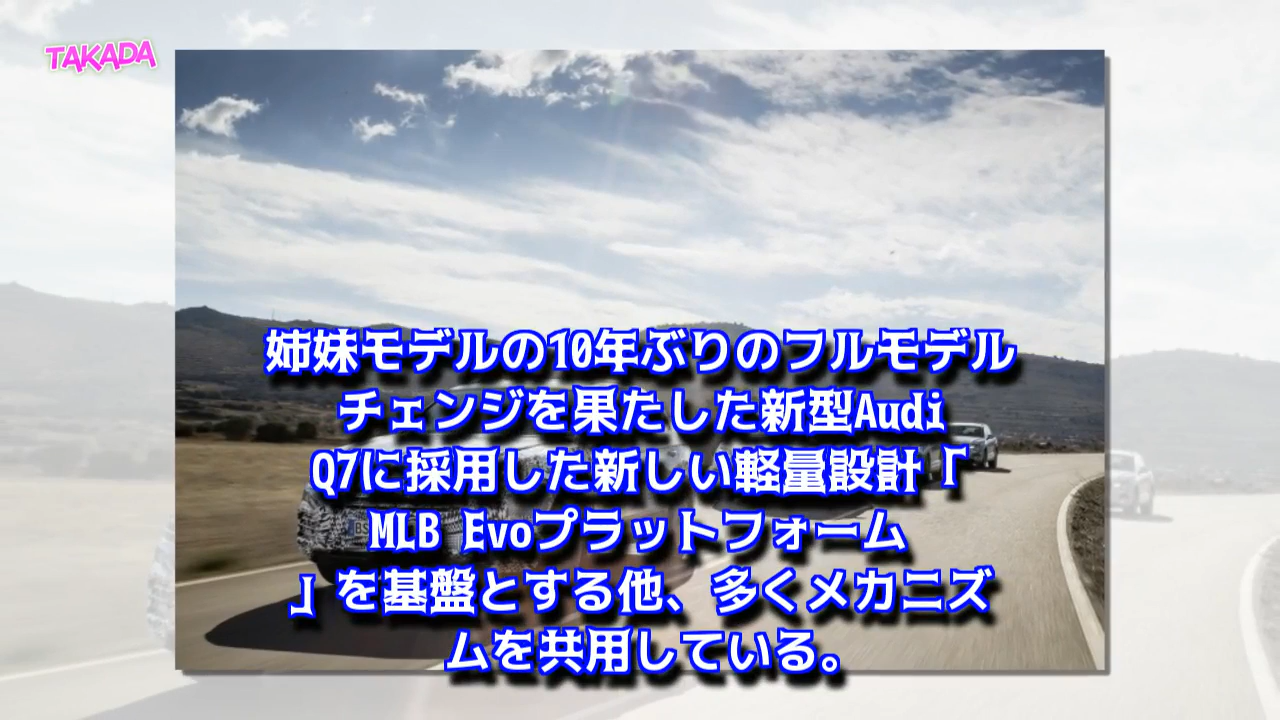 TAKADA
姉妹モデルの10年ぶりのフルモデル
チェンジを果たした新型Audi
Q7に採用した新しい軽量設計「
MLB Evoプラットフォーム
」を基盤とする他、多くメカニズ
ムを共用している。